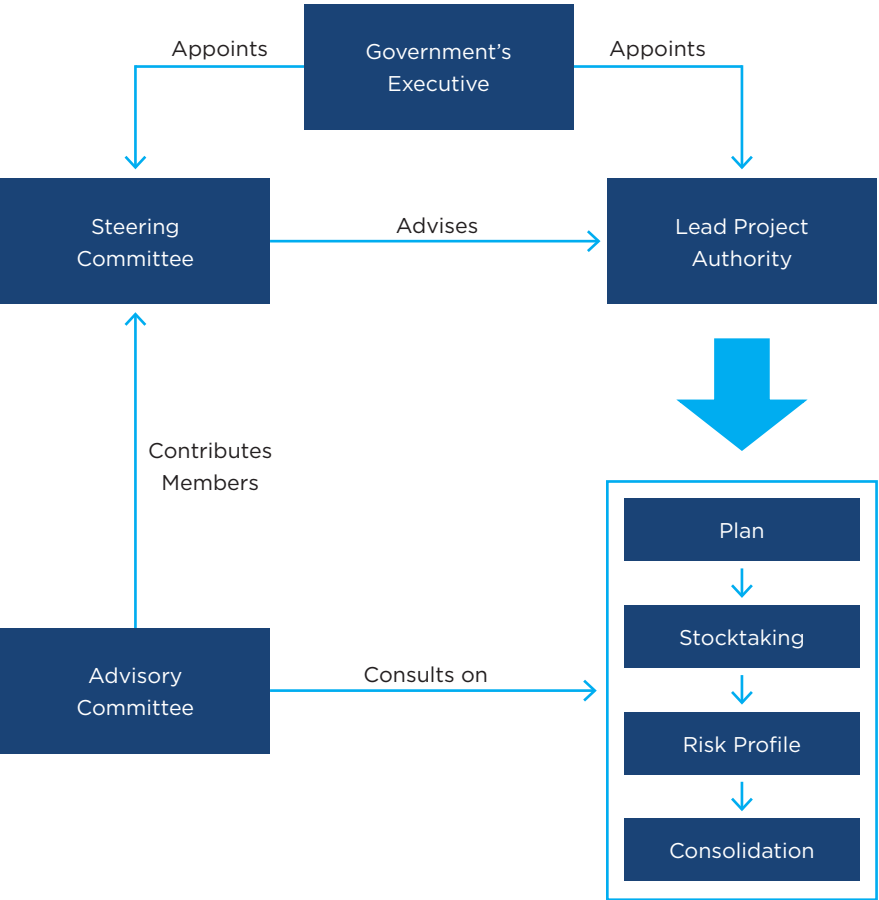 Appoints
Government’s
Executive
Appoints
Steering
Committee
Advises
Lead Project
Authority
Contributes
Members
Plan
Stocktaking
Advisory
Committee
Consults on
Risk Profile
Consolidation